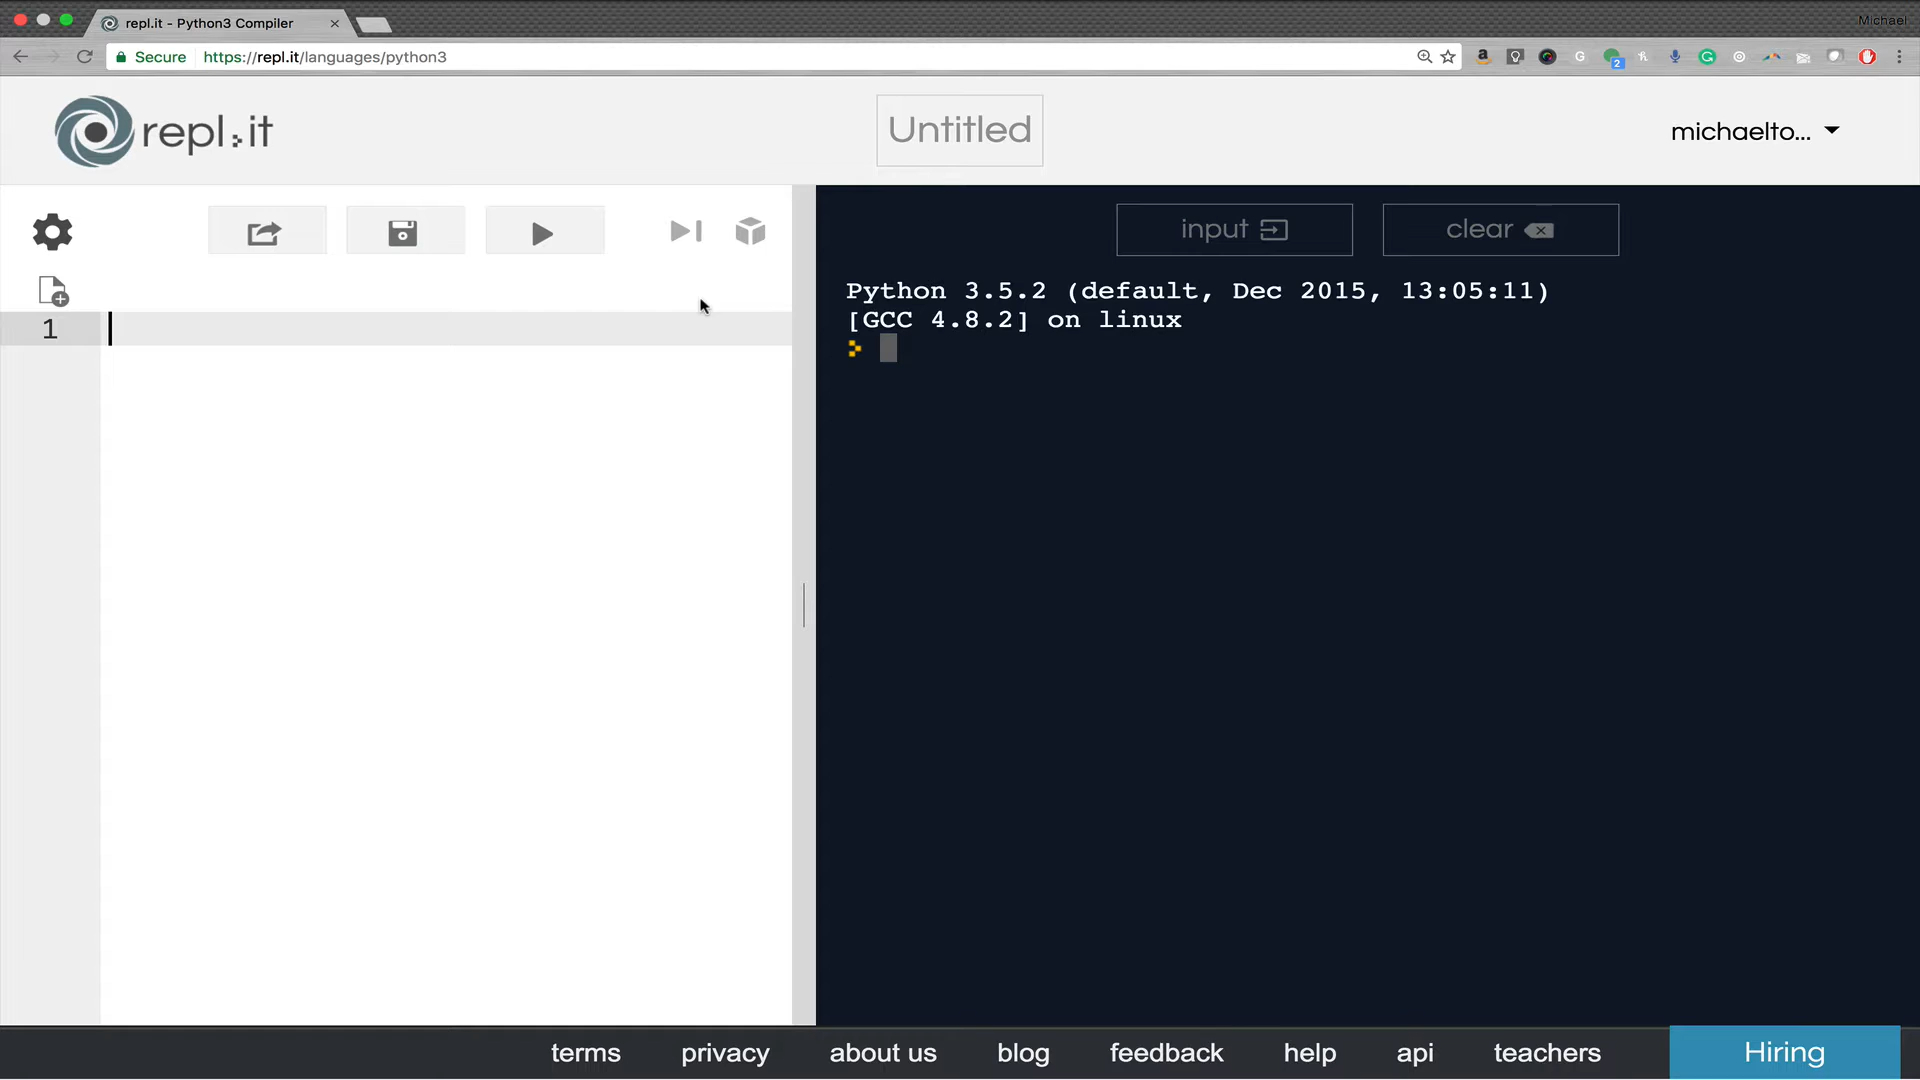 repl.it - Python3 Compiler
Michael
Secure https://repl.it/languages/python3
2
repl.it
Untitled
michaelto...
input
clear
Python 3.5.2 (default, Dec 2015, 13:05:11)
[GCC 4.8.2] on linux
1
terms privacy about us blog feedback help api teachers Hiring